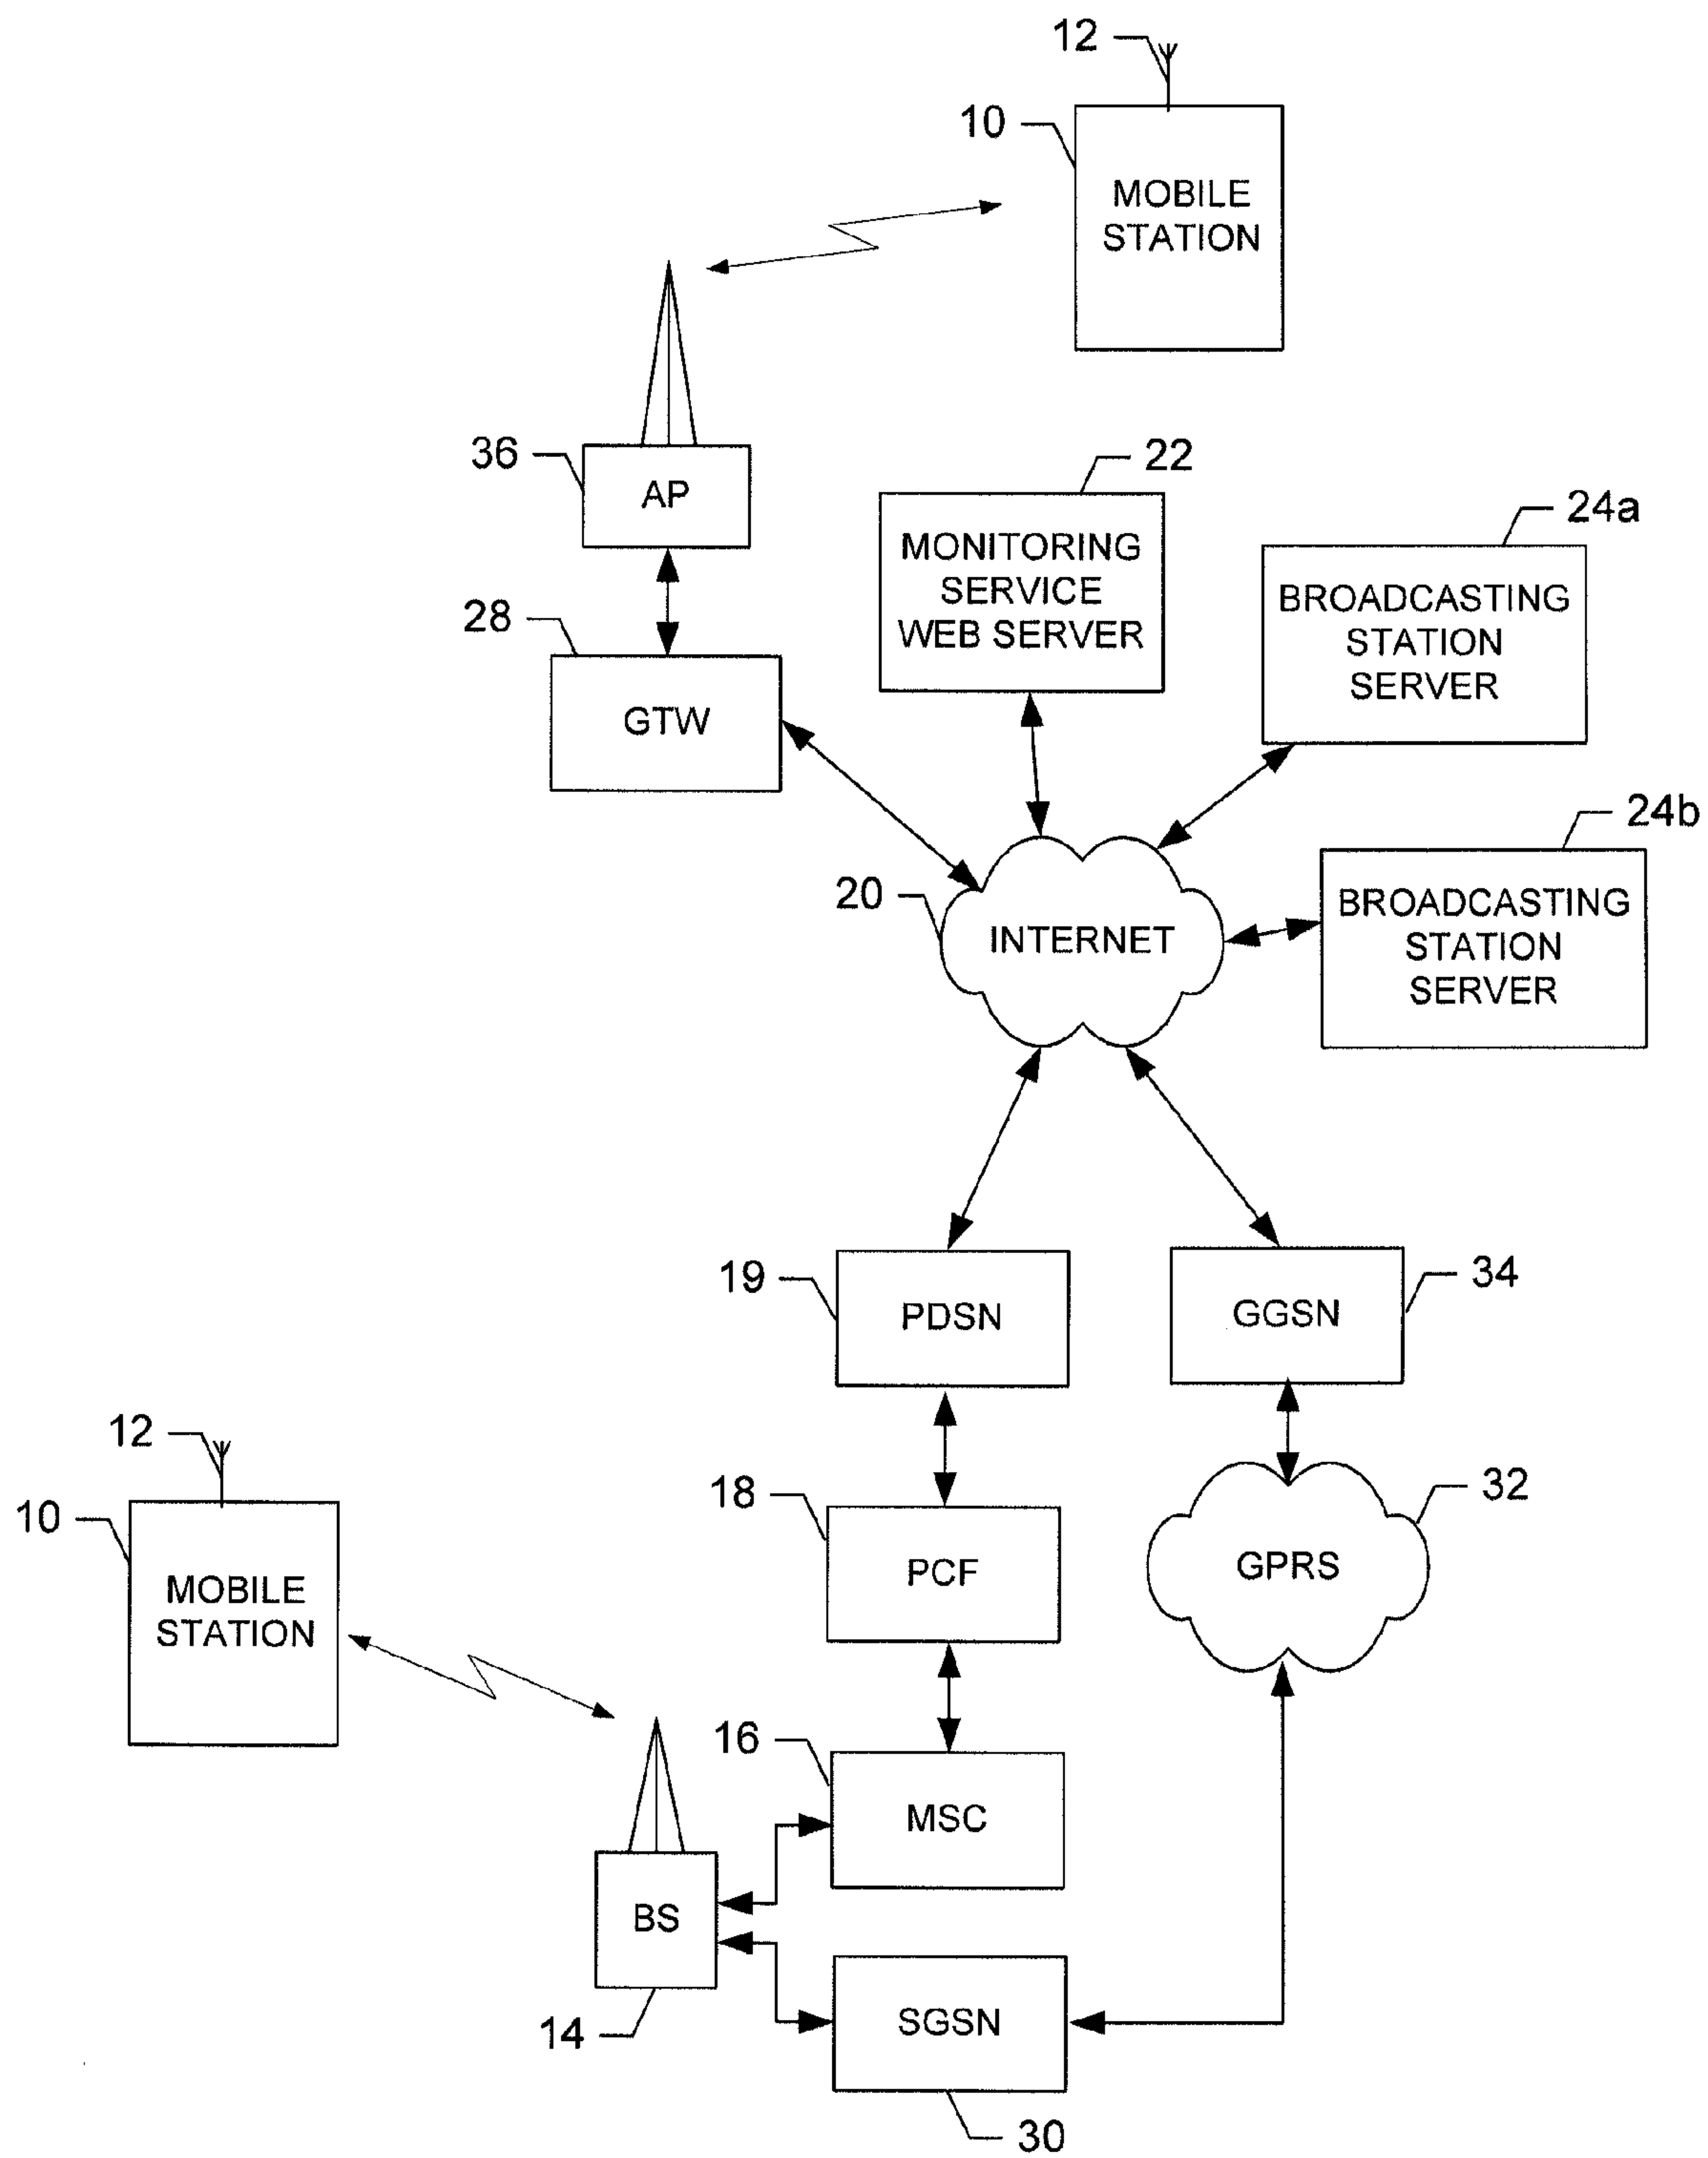 12
10
MOBILE
STATION
36
AP
22
MONITORING
SERVICE
WEB SERVER
24a
BROADCASTING
STATION
SERVER
28
GTW
24b
BROADCASTING
STATION
SERVER
20
INTERNET
19
PDSN
34
GGSN
12
10
MOBILE
STATION
18
PCF
32
GPRS
16
MSC
BS
14
SGSN
30